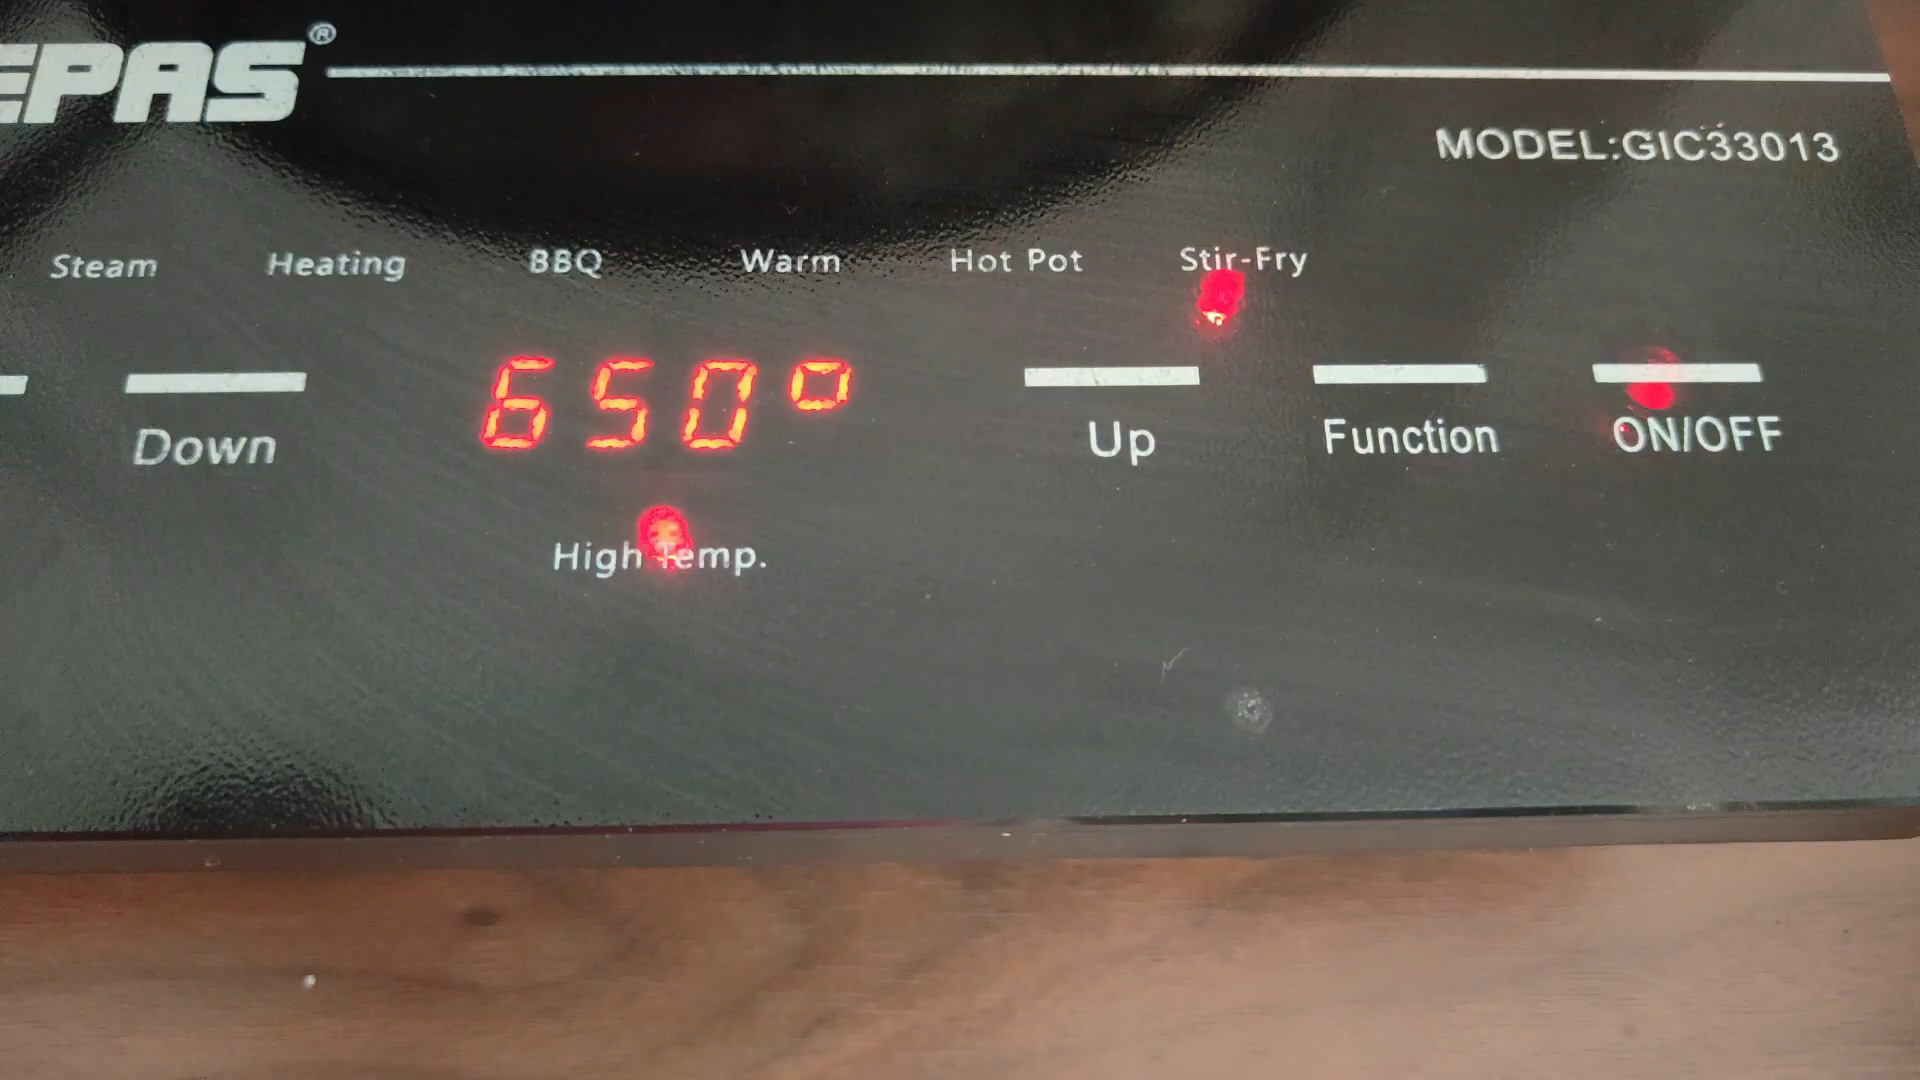 EPAS®
MODEL:GIC33013
Steam Heating BBQ Warm Hot Pot Stir-Fry
650°
Down Up Function ON/OFF
High Temp.